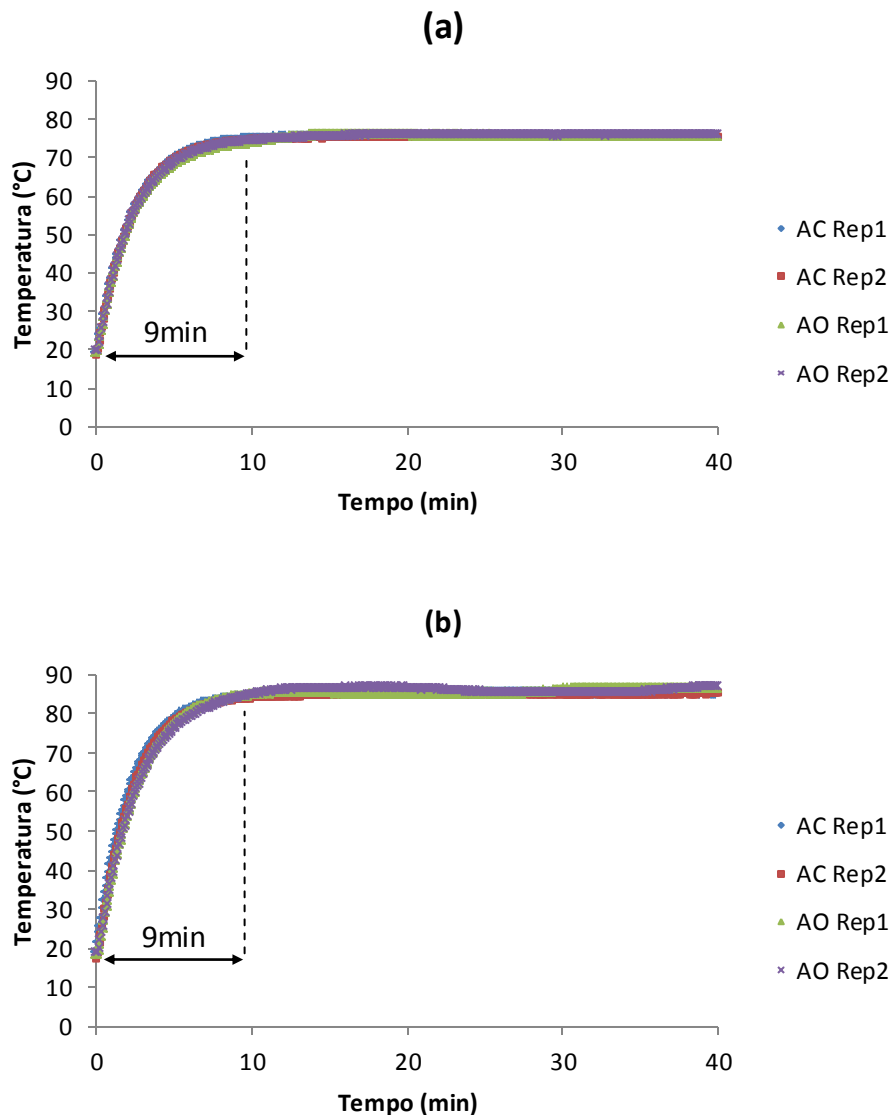 (a)
90
80
70
60
50
40
30
20
10
0
Temperatura (°C)
9min
0 10 20 30 40
Tempo (min)
AC Rep1
AC Rep2
AO Rep1
AO Rep2
(b)
90
80
70
60
50
40
30
20
10
0
Temperatura (°C)
9min
0 10 20 30 40
Tempo (min)
AC Rep1
AC Rep2
AO Rep1
AO Rep2